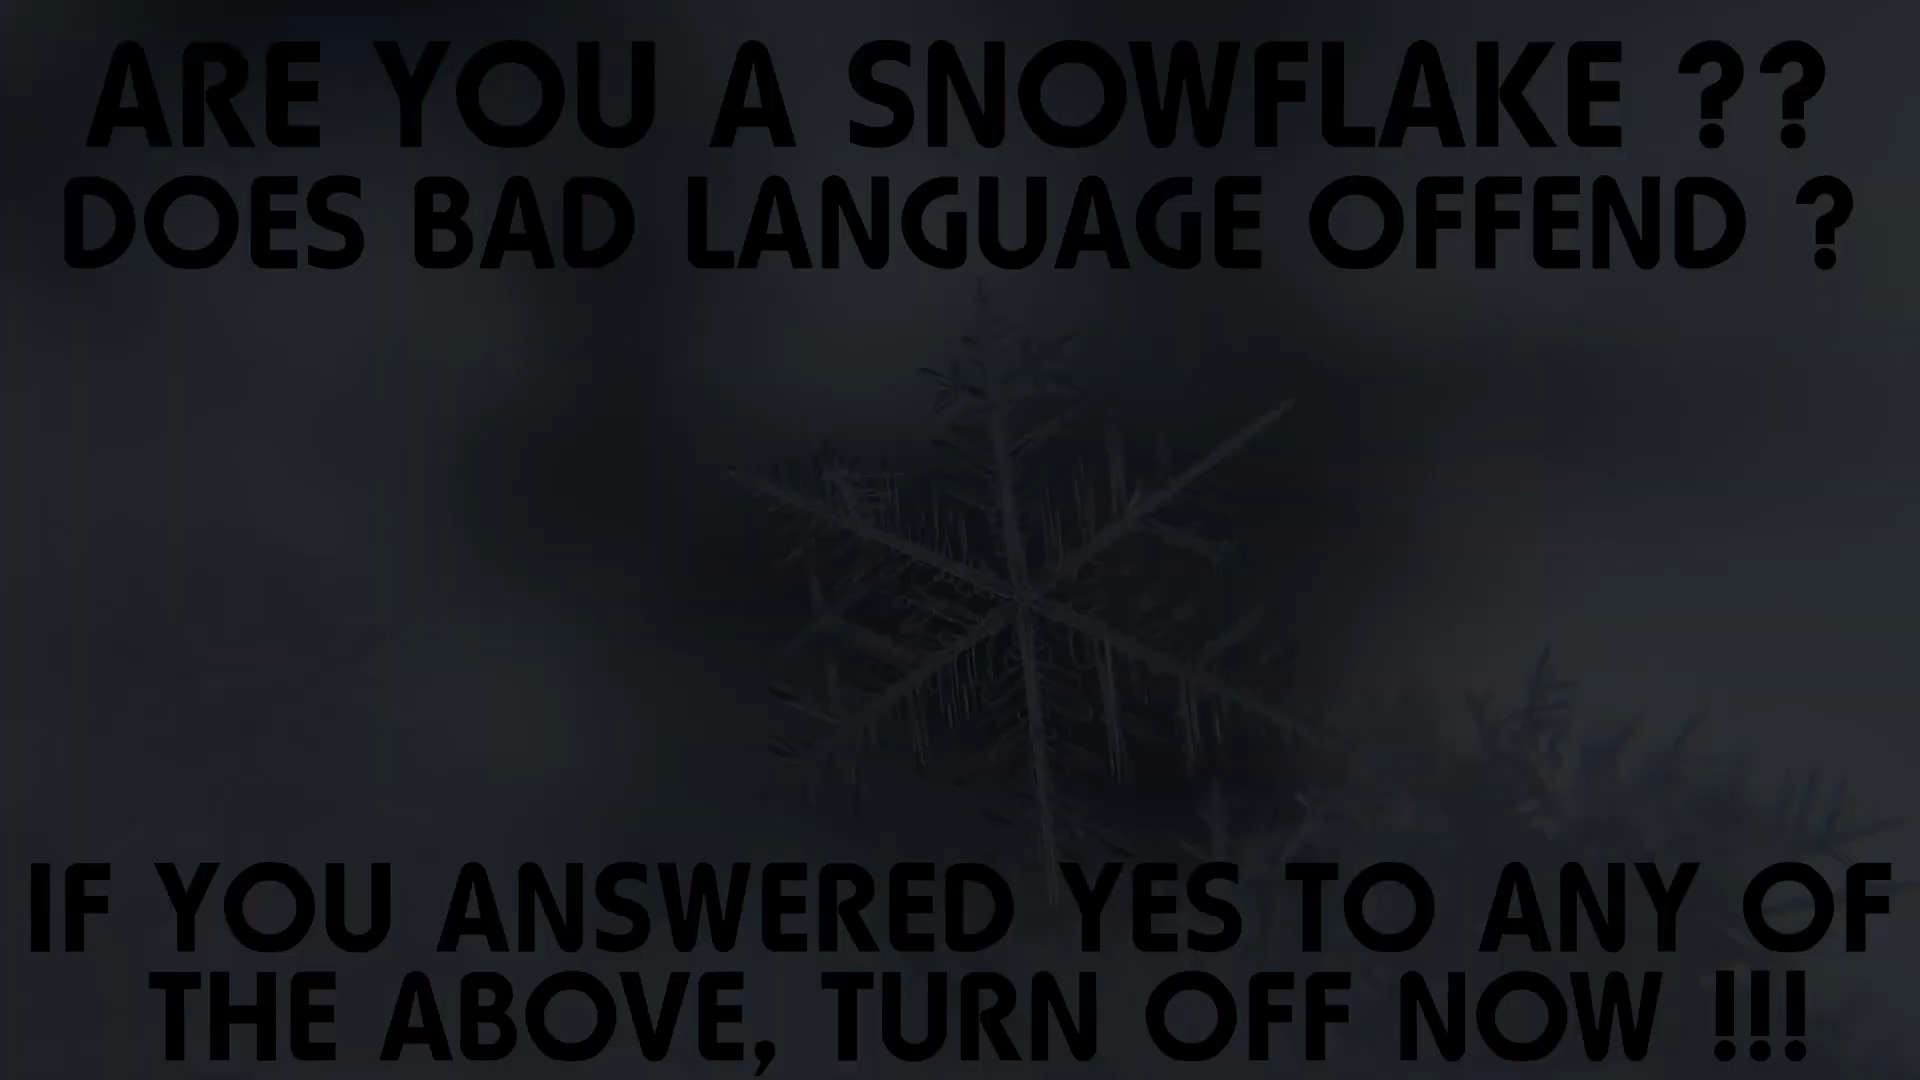 ARE YOU A SNOWFLAKE ??
DOES BAD LANGUAGE OFFEND ?
IF YOU ANSWERED YES TO ANY OF
THE ABOVE, TURN OFF NOW !!!